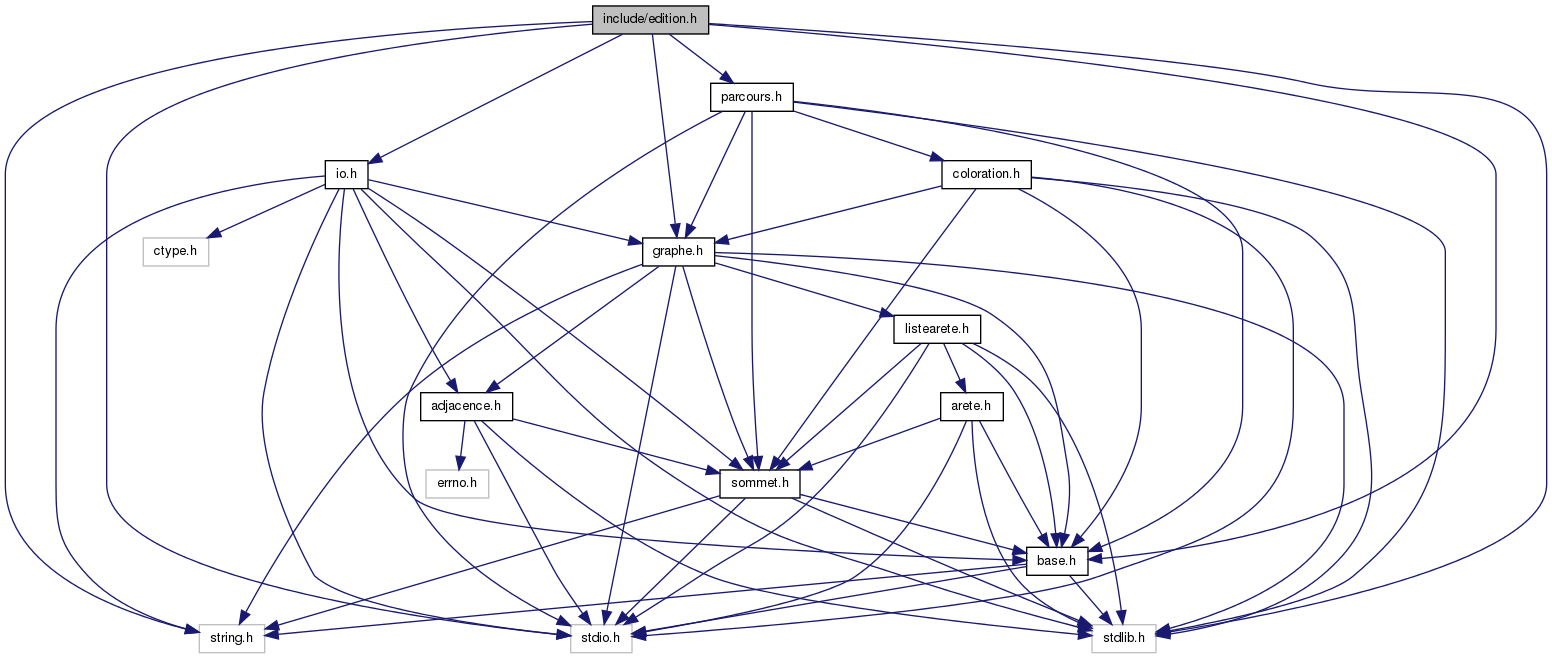 include/edition.h
parcours.h
io.h
coloration.h
ctype.h
graphe.h
listearete.h
adjacence.h
arete.h
errno.h
sommet.h
base.h
string.h
stdio.h
stdlib.h